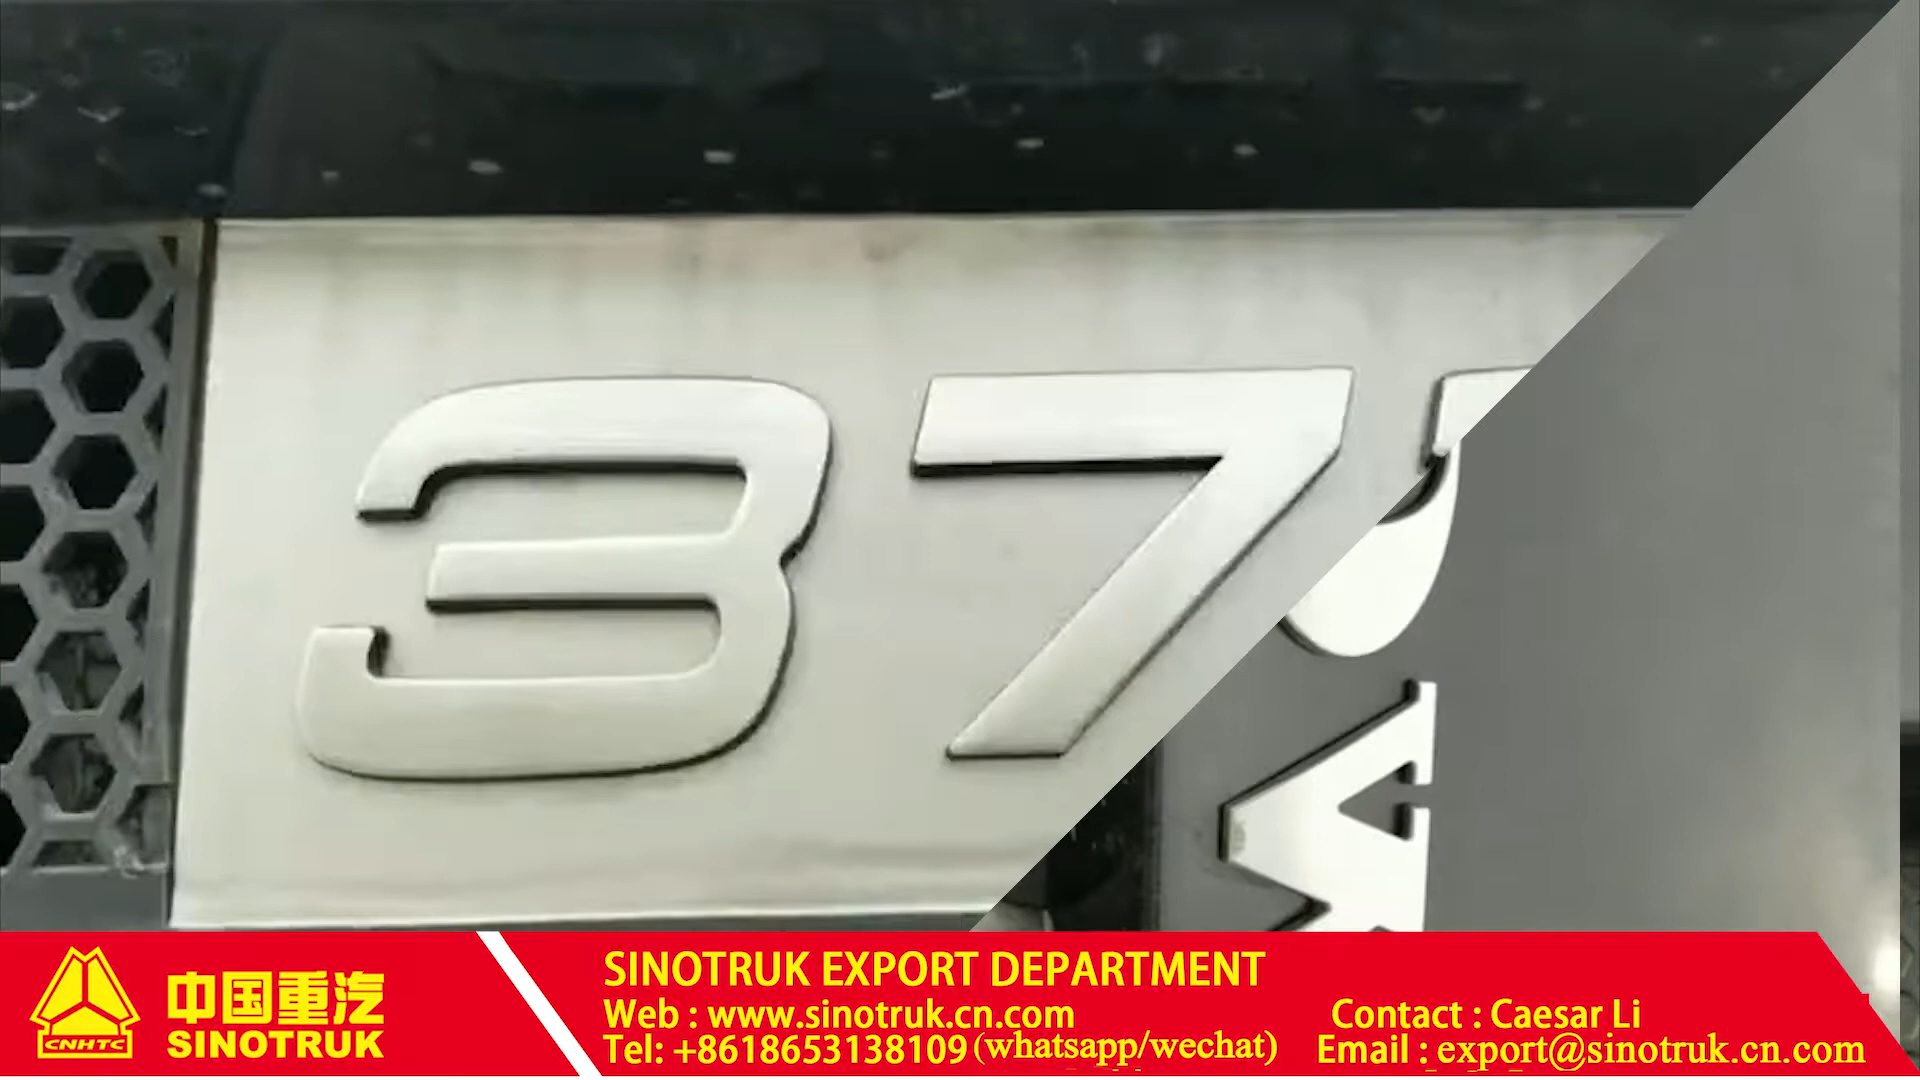 37
CNHTC
中国重汽
SINOTRUK
SINOTRUK EXPORT DEPARTMENT
Web : www.sinotruk.cn.com
Contact : Caesar Li
Tel: +8618653138109 (whatsapp/wechat)
Email : export@sinotruk.cn.com